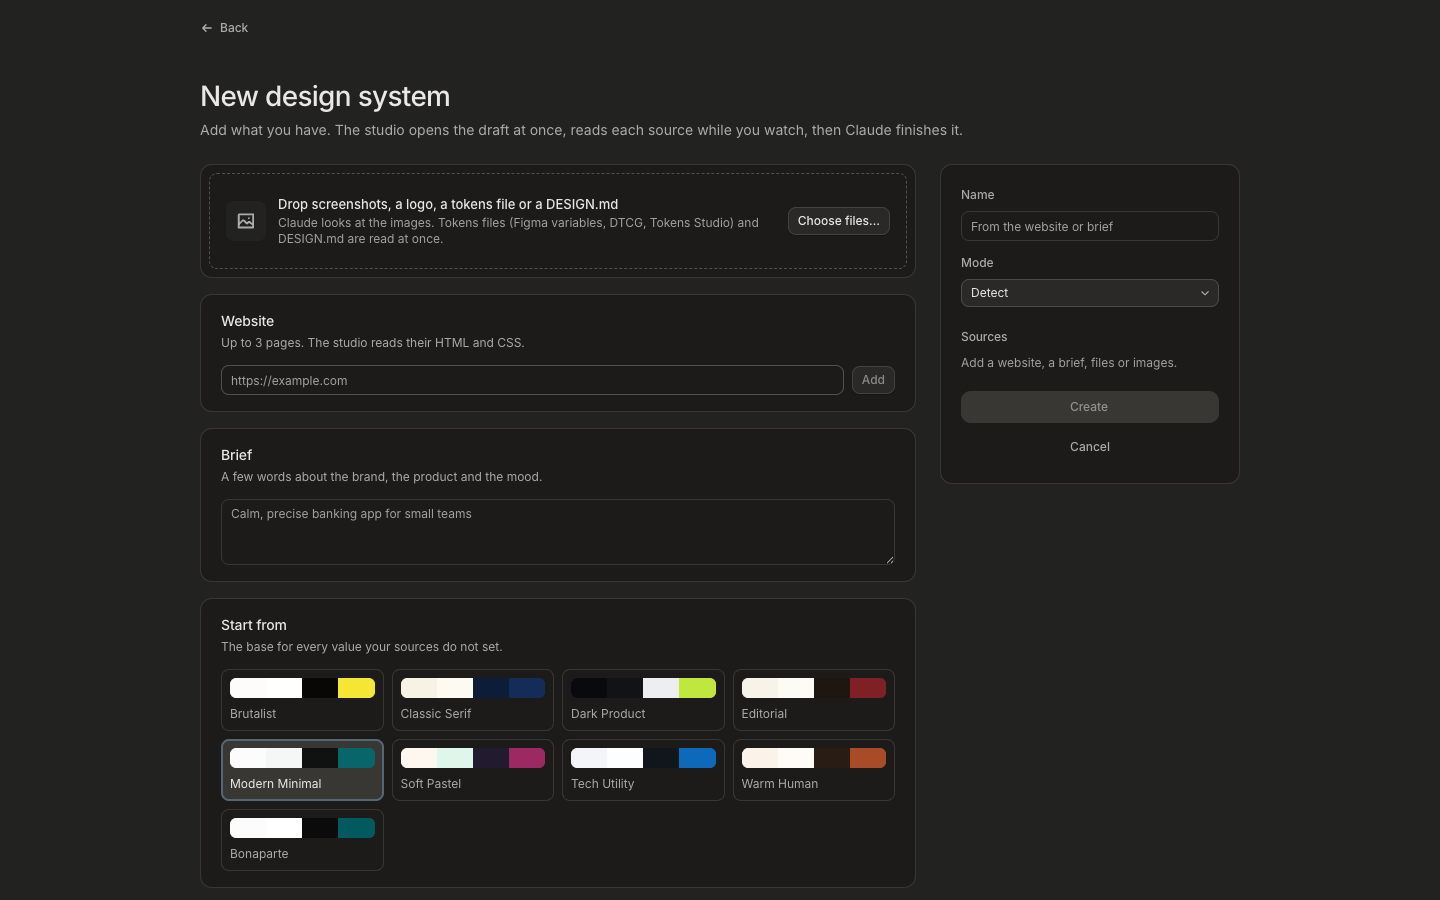 Back
New design system
Add what you have. The studio opens the draft at once, reads each source while you watch, then Claude finishes it.
Drop screenshots, a logo, a tokens file or a DESIGN.md
Claude looks at the images. Tokens files (Figma variables, DTCG, Tokens Studio) and
DESIGN.md are read at once.
Choose files...
Website
Up to 3 pages. The studio reads their HTML and CSS.
https://example.com
Add
Brief
A few words about the brand, the product and the mood.
Calm, precise banking app for small teams
Start from
The base for every value your sources do not set.
Brutalist
Classic Serif
Dark Product
Editorial
Modern Minimal
Soft Pastel
Tech Utility
Warm Human
Bonaparte
Name
From the website or brief
Mode
Detect
Sources
Add a website, a brief, files or images.
Create
Cancel